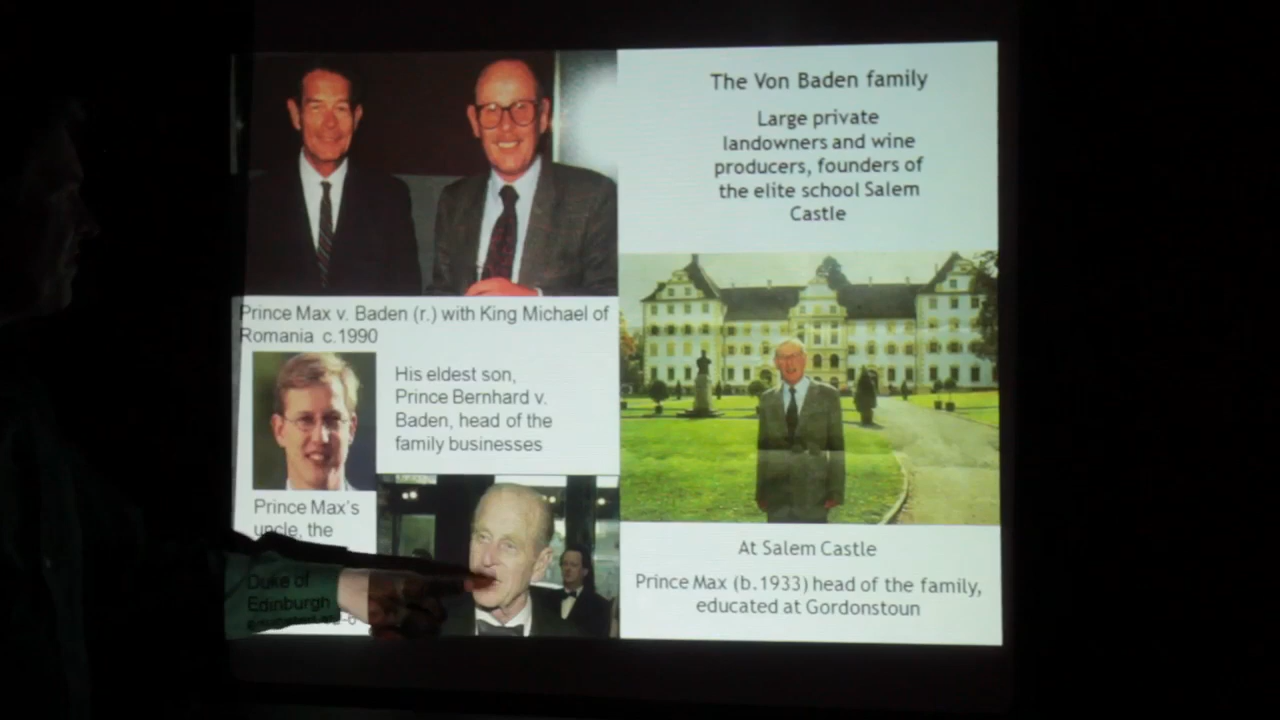 Prince Max v. Baden (r.) with King Michael of
Romania c.1990
His eldest son,
Prince Bernhard v.
Baden, head of the
family businesses
Prince Max's
uncle, the
Duke of
Edinburgh
The Von Baden family
Large private
landowners and wine
producers, founders of
the elite school Salem
Castle
At Salem Castle
Prince Max (b.1933) head of the family,
educated at Gordonstoun